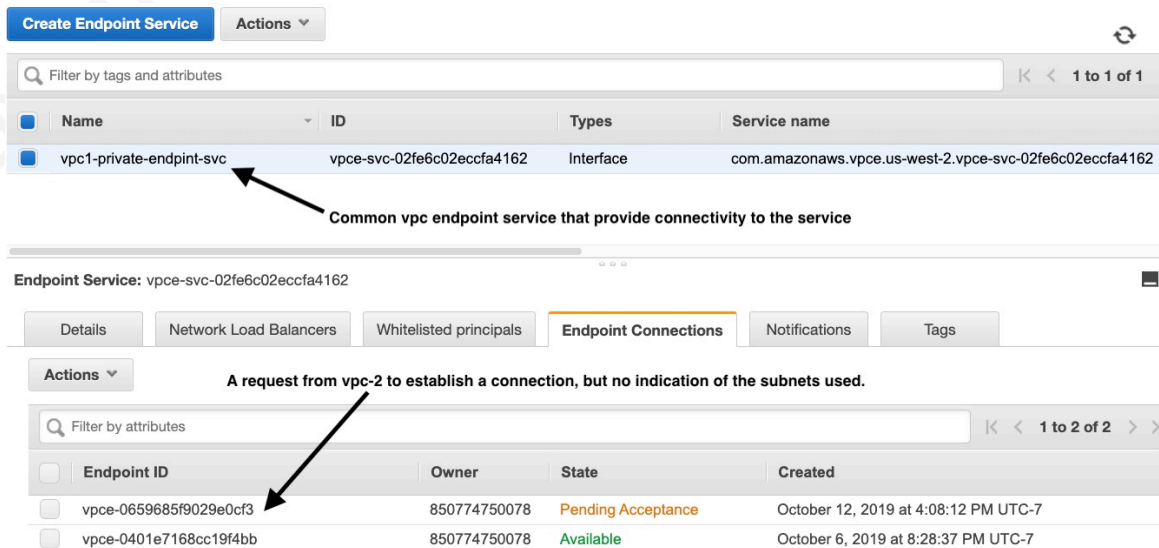 Create Endpoint Service Actions
Filter by tags and attributes 1 to 1 of 1
Name ID Types Service name
vpc1-private-endpint-svc vpce-svc-02fe6c02eccfa4162 Interface com.amazonaws.vpce.us-west-2.vpce-svc-02fe6c02eccfa4162
Common vpc endpoint service that provide connectivity to the service
Endpoint Service: vpce-svc-02fe6c02eccfa4162
Details Network Load Balancers Whitelisted principals Endpoint Connections Notifications Tags
Actions A request from vpc-2 to establish a connection, but no indication of the subnets used.
Filter by attributes 1 to 2 of 2
Endpoint ID Owner State Created
vpce-0659685f9029e0cf3 850774750078 Pending Acceptance October 12, 2019 at 4:08:12 PM UTC-7
vpce-0401e7168cc19f4bb 850774750078 Available October 6, 2019 at 8:28:37 PM UTC-7